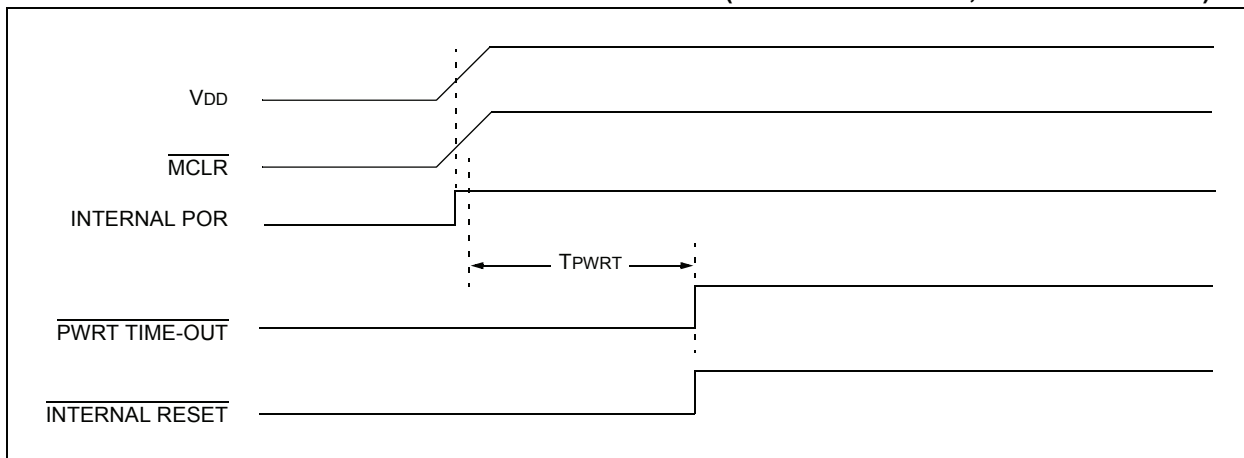 VDD
MCLR
INTERNAL POR
TPWRT
PWRT TIME-OUT
INTERNAL RESET